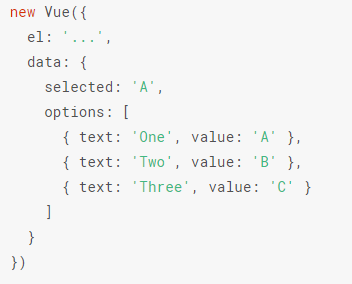 new Vue({
  el: '...',
  data: {
    selected: 'A',
    options: [
      { text: 'One', value: 'A' },
      { text: 'Two', value: 'B' },
      { text: 'Three', value: 'C' }
    ]
  }
})